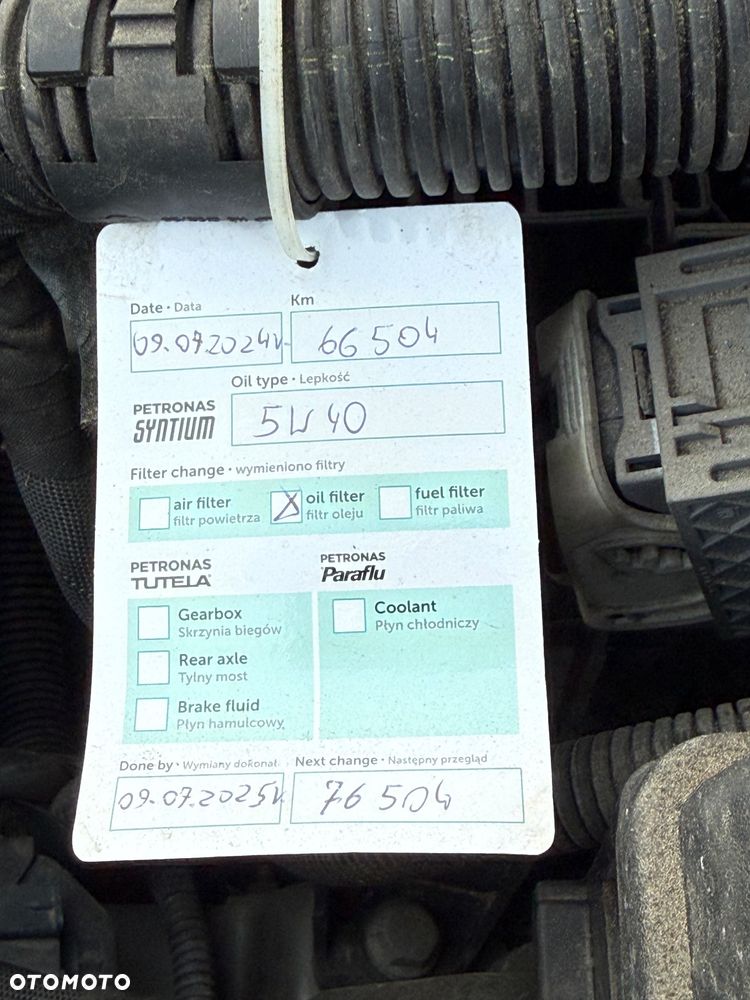 Date • Data
Km
09.07.2024r.
66 504
Oil type • Lepkość
PETRONAS
SYNTIUM
5W40
Filter change • wymieniono filtry
air filter
filtr powietrza
X oil filter
filtr oleju
fuel filter
filtr paliwa
PETRONAS
TUTELA
PETRONAS
Paraflu
Gearbox
Skrzynia biegów
Rear axle
Tylny most
Brake fluid
Płyn hamulcowy
Coolant
Płyn chłodniczy
Done by • Wymiany dokonał
Next change • Następny przegląd
09.07.2025r.
76 504
OTOMOTO